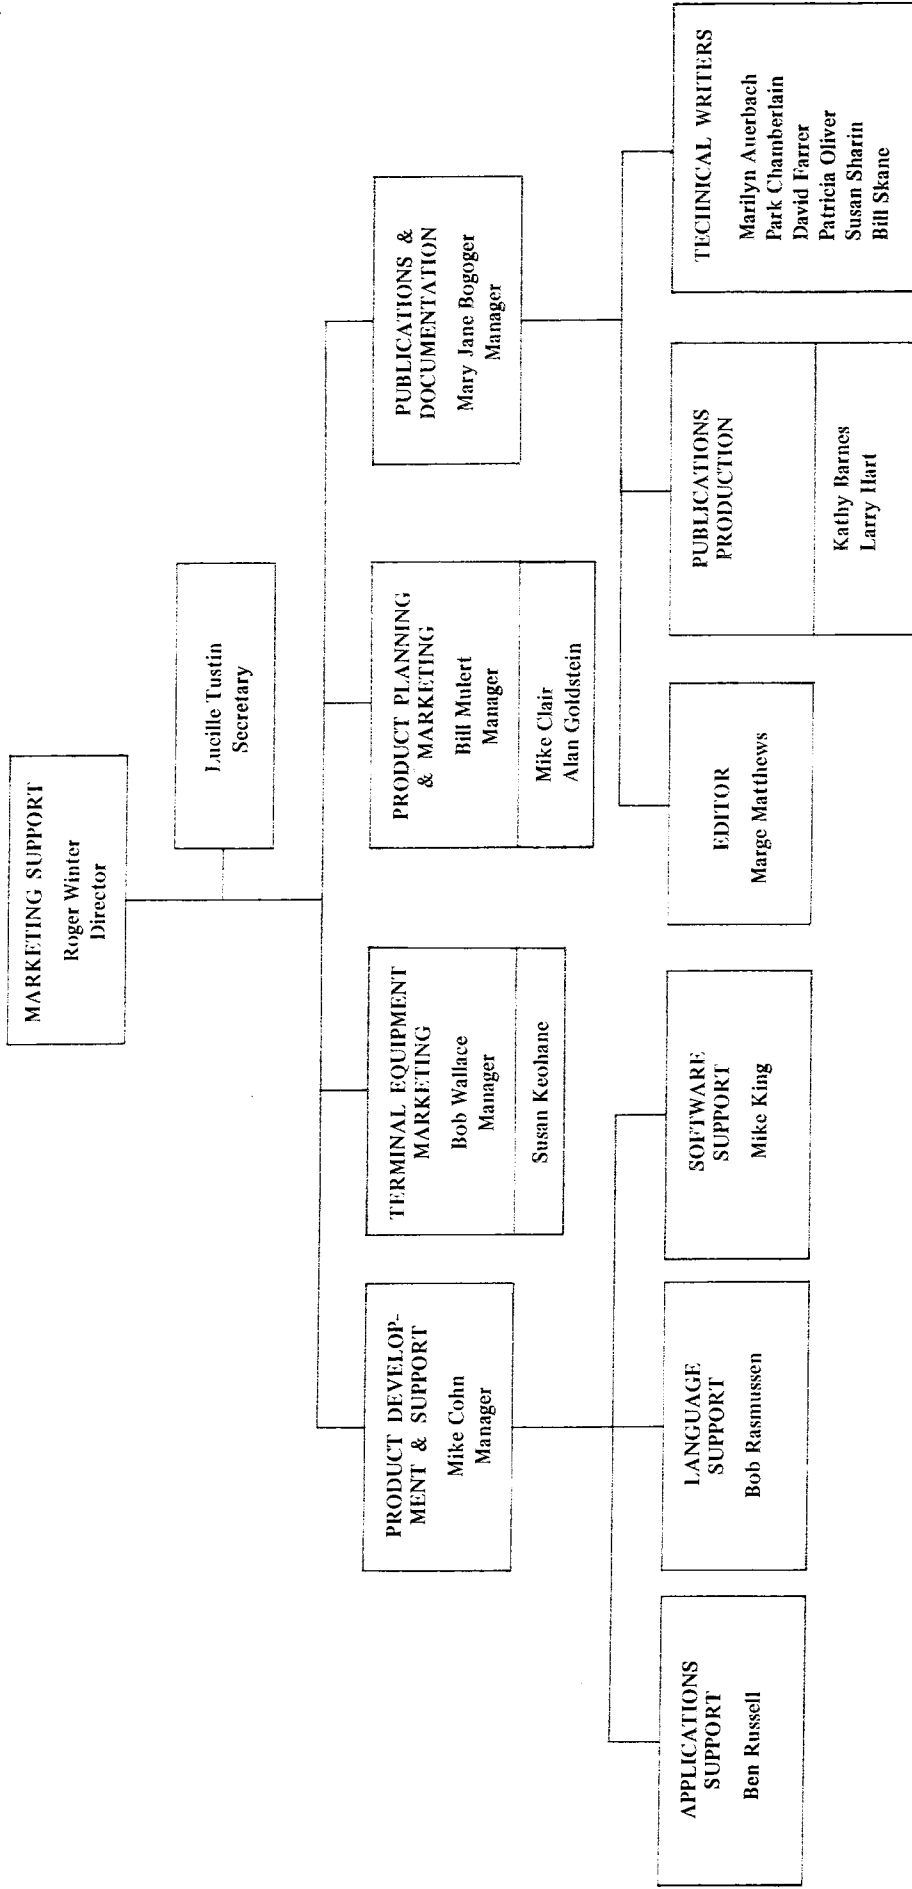 MARKETING SUPPORT
Roger Winter
Director
Lucille Tustin
Secretary
PRODUCT DEVELOP-
MENT & SUPPORT
Mike Cohn
Manager
TERMINAL EQUIPMENT
MARKETING
Bob Wallace
Manager
Susan Keohane
PRODUCT PLANNING
& MARKETING
Bill Mulert
Manager
Mike Clair
Alan Goldstein
PUBLICATIONS &
DOCUMENTATION
Mary Jane Bogoger
Manager
APPLICATIONS
SUPPORT
Ben Russell
LANGUAGE
SUPPORT
Bob Rasmussen
SOFTWARE
SUPPORT
Mike King
EDITOR
Marge Matthews
PUBLICATIONS
PRODUCTION
Kathy Barnes
Larry Hart
TECHNICAL WRITERS
Marilyn Auerbach
Park Chamberlain
David Farrer
Patricia Oliver
Susan Sharin
Bill Skane